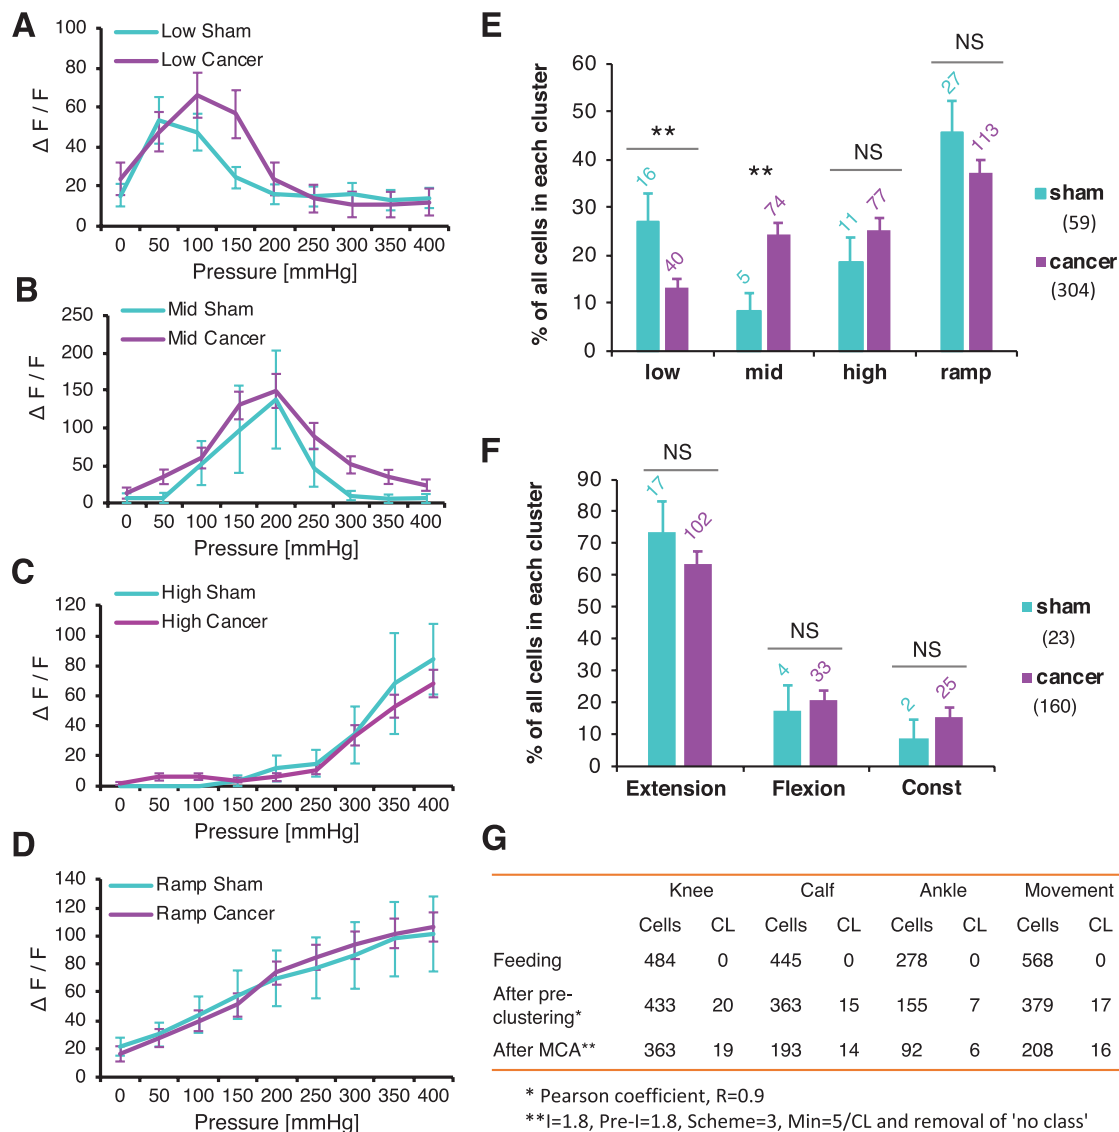 A
Low Sham
Low Cancer
100
80
60
40
20
0
Δ F / F
0 50 100 150 200 250 300 350 400
Pressure [mmHg]
B
Mid Sham
Mid Cancer
250
200
150
100
50
0
Δ F / F
0 50 100 150 200 250 300 350 400
Pressure [mmHg]
C
High Sham
High Cancer
120
100
80
60
40
20
0
Δ F / F
0 50 100 150 200 250 300 350 400
Pressure [mmHg]
D
Ramp Sham
Ramp Cancer
140
120
100
80
60
40
20
0
Δ F / F
0 50 100 150 200 250 300 350 400
Pressure [mmHg]
E
% of all cells in each cluster
60
50
40
30
20
10
0
** ** NS NS
16 40 5 74 11 77 27 113
low mid high ramp
sham
(59)
cancer
(304)
F
% of all cells in each cluster
90
80
70
60
50
40
30
20
10
0
NS NS NS
17 102 4 33 2 25
Extension Flexion Const
sham
(23)
cancer
(160)
G
Knee Calf Ankle Movement
Cells CL Cells CL Cells CL Cells CL
Feeding 484 0 445 0 278 0 568 0
After pre-
clustering* 433 20 363 15 155 7 379 17
After MCA** 363 19 193 14 92 6 208 16
* Pearson coefficient, R=0.9
**I=1.8, Pre-I=1.8, Scheme=3, Min=5/CL and removal of 'no class'